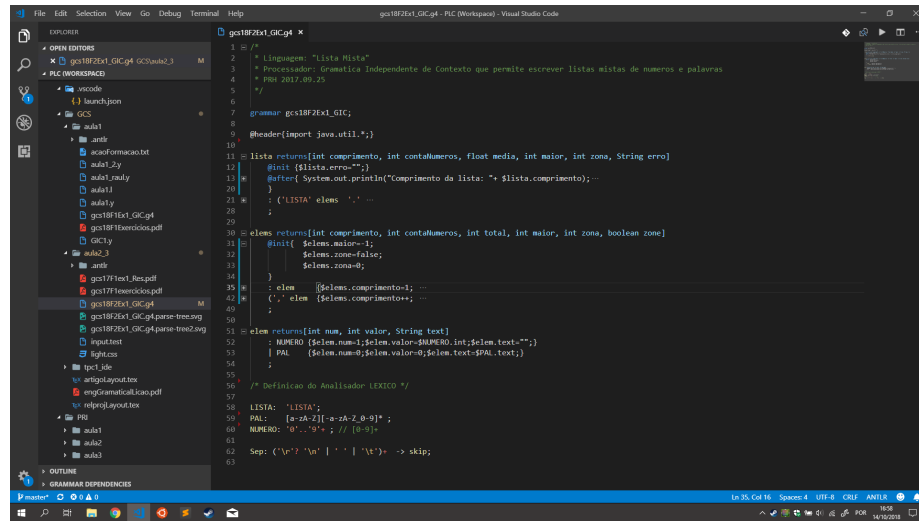 File Edit Selection View Go Debug Terminal Help
gcs18F2Ex1_GIC.g4 - PLC (Workspace) - Visual Studio Code
EXPLORER
OPEN EDITORS
gcs18F2Ex1_GIC.g4 GCS\aula2_3 M
PLC (WORKSPACE)
.vscode
{..} launch.json
GCS
aula1
.antlr
acaoFormacao.txt
aula1_2.y
aula1_raul.y
aula1.l
aula1.y
gcs18F1Ex1_GIC.g4
gcs18F1Exercicios.pdf
GIC1.y
aula2_3
.antlr
gcs17F1ex1_Res.pdf
gcs17F1exercicios.pdf
gcs18F2Ex1_GIC.g4 M
gcs18F2Ex1_GIC.g4.parse-tree.svg
gcs18F2Ex1_GIC.g4.parse-tree2.svg
input.test
light.css
tpc1_ide
artigoLayout.tex
engGramaticalLicao.pdf
relprojLayout.tex
PRI
aula1
aula2
aula3
OUTLINE
GRAMMAR DEPENDENCIES
gcs18F2Ex1_GIC.g4 ×
1 /*
2 * Linguagem: "Lista Mista"
3 * Processador: Gramatica Independente de Contexto que permite escrever listas mistas de numeros e palavras
4 * PRH 2017.09.25
5 */
6
7 grammar gcs18F2Ex1_GIC;
8
9 @header{import java.util.*;}
10
11 lista returns[int comprimento, int contaNumeros, float media, int maior, int zona, String erro]
12 @init {$lista.erro="";}
13 @after{ System.out.println("Comprimento da lista: "+ $lista.comprimento);…
20 }
21 : ('LISTA' elems '.' …
28 ;
29
30 elems returns[int comprimento, int contaNumeros, int total, int maior, int zona, boolean zone]
31 @init{ $elems.maior=-1;
32 $elems.zone=false;
33 $elems.zona=0;
34 }
35 : elem {$elems.comprimento=1; …
42 (',' elem {$elems.comprimento++; …
49 ;
50
51 elem returns[int num, int valor, String text]
52 : NUMERO {$elem.num=1;$elem.valor=$NUMERO.int;$elem.text="";}
53 | PAL {$elem.num=0;$elem.valor=0;$elem.text=$PAL.text;}
54 ;
55
56 /* Definicao do Analisador LEXICO */
57
58 LISTA: 'LISTA';
59 PAL: [a-zA-Z][-a-zA-Z_0-9]* ;
60 NUMERO: '0'..'9'+ ; // [0-9]+
61
62 Sep: ('\r'? '\n' | ' ' | '\t')+ -> skip;
63
master* 0 0
Ln 35, Col 16 Spaces: 4 UTF-8 CRLF ANTLR
POR
16:58
14/10/2018